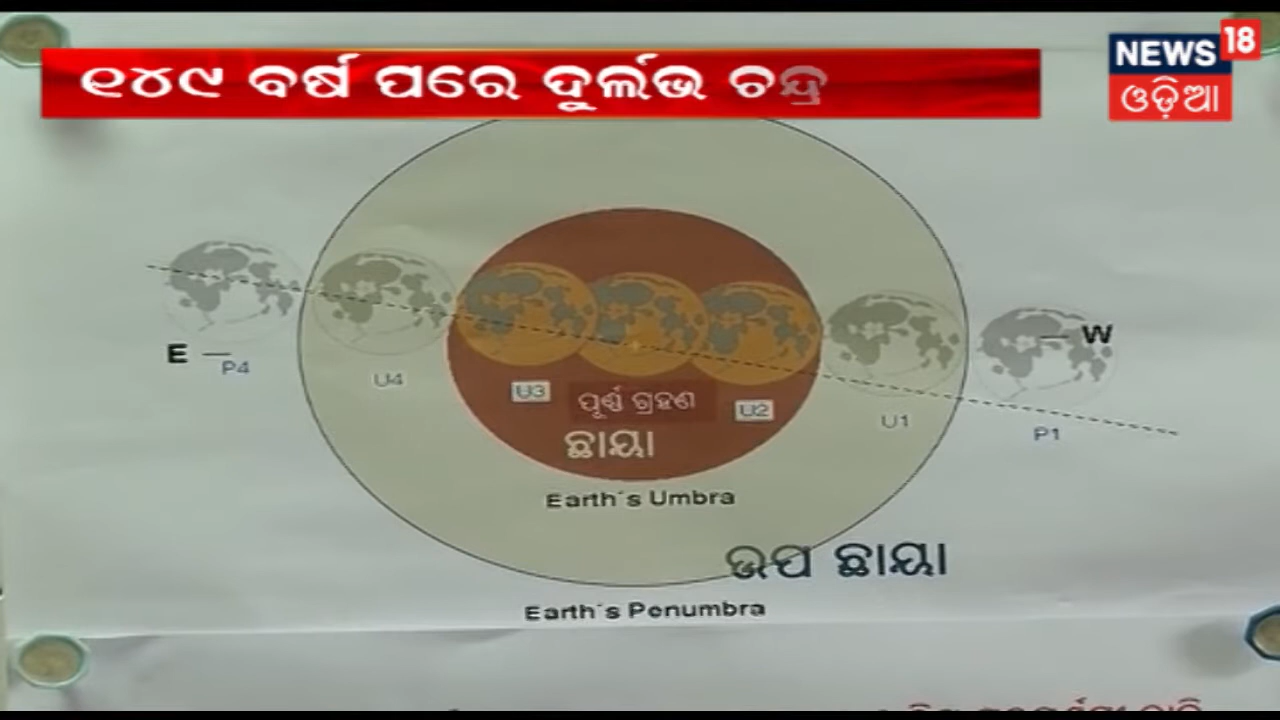 ୧୪୯ ବର୍ଷ ପରେ ଦୁର୍ଲଭ ଚନ୍ଦ୍ର
NEWS 18
ଓଡ଼ିଆ
E
W
P4
U4
U3
ପୂର୍ଣ୍ଣ ଗ୍ରହଣ
U2
U1
P1
ଛାୟା
Earth´s Umbra
ଉପ ଛାୟା
Earth´s Penumbra